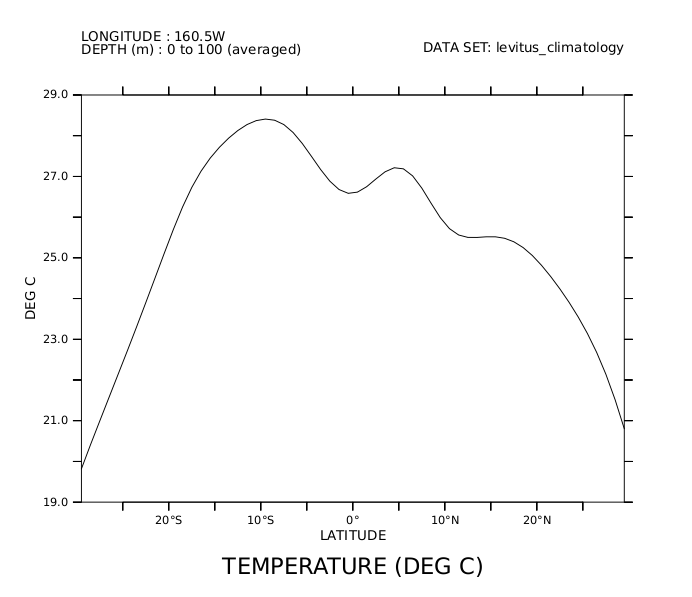 LONGITUDE : 160.5W
DEPTH (m) : 0 to 100 (averaged)
DATA SET: levitus_climatology
29.0
27.0
25.0
23.0
21.0
19.0
DEG C
20°S 10°S 0° 10°N 20°N
LATITUDE
TEMPERATURE (DEG C)